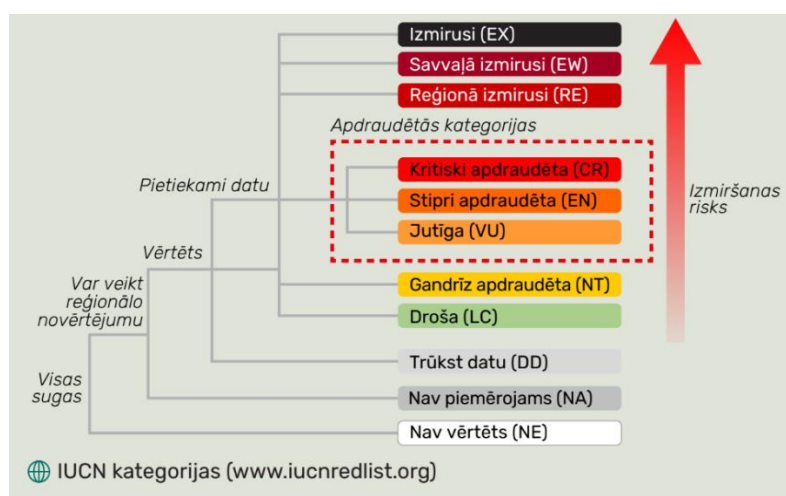 Izmirusi (EX)
Savvaļā izmirusi (EW)
Reģionā izmirusi (RE)
Apdraudētās kategorijas
Kritiski apdraudēta (CR)
Pietiekami datu
Stipri apdraudēta (EN)
Izmiršanas
risks
Jutīga (VU)
Vērtēts
Var veikt
reģionālo
novērtējumu
Gandrīz apdraudēta (NT)
Droša (LC)
Trūkst datu (DD)
Visas
sugas
Nav piemērojams (NA)
Nav vērtēts (NE)
IUCN kategorijas (www.iucnredlist.org)